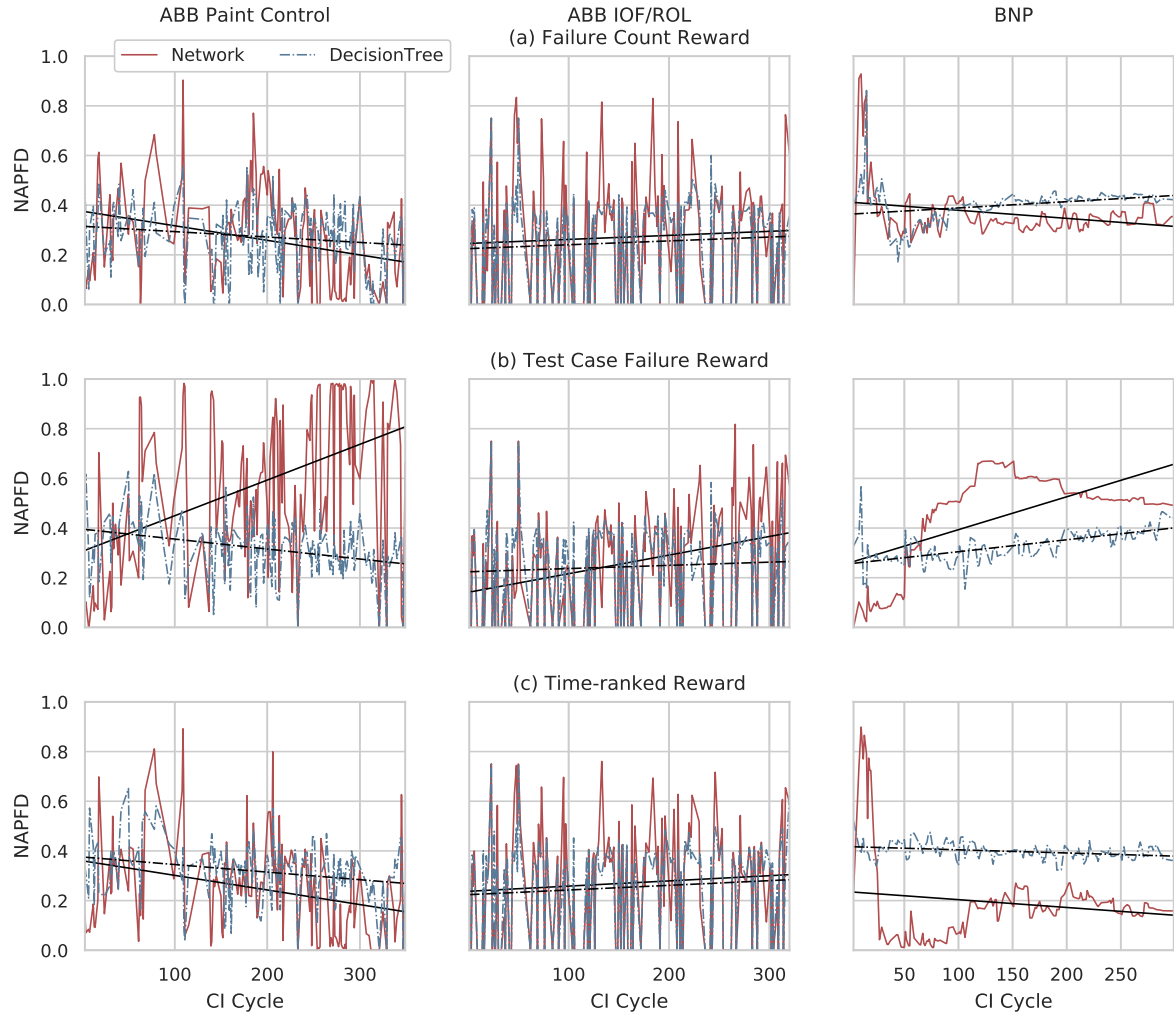 ABB Paint Control
ABB IOF/ROL
BNP
(a) Failure Count Reward
Network
DecisionTree
NAPFD
1.0
0.8
0.6
0.4
0.2
0.0
(b) Test Case Failure Reward
NAPFD
1.0
0.8
0.6
0.4
0.2
0.0
(c) Time-ranked Reward
NAPFD
1.0
0.8
0.6
0.4
0.2
0.0
100 200 300
100 200 300
50 100 150 200 250
CI Cycle
CI Cycle
CI Cycle